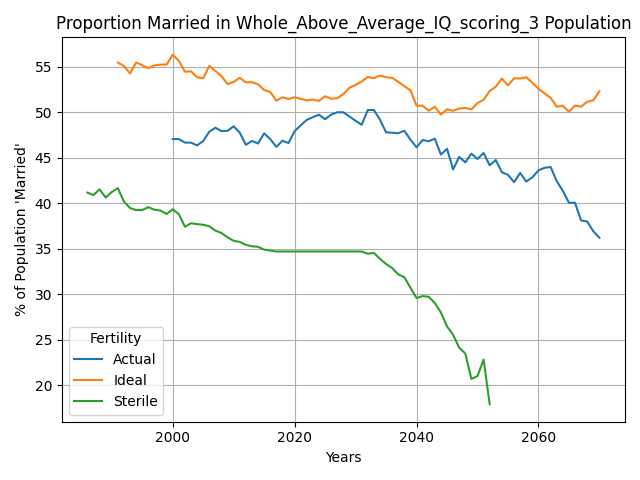 Proportion Married in Whole_Above_Average_IQ_scoring_3 Population
% of Population 'Married'
55
50
45
40
35
30
25
20
Fertility
Actual
Ideal
Sterile
2000 2020 2040 2060
Years